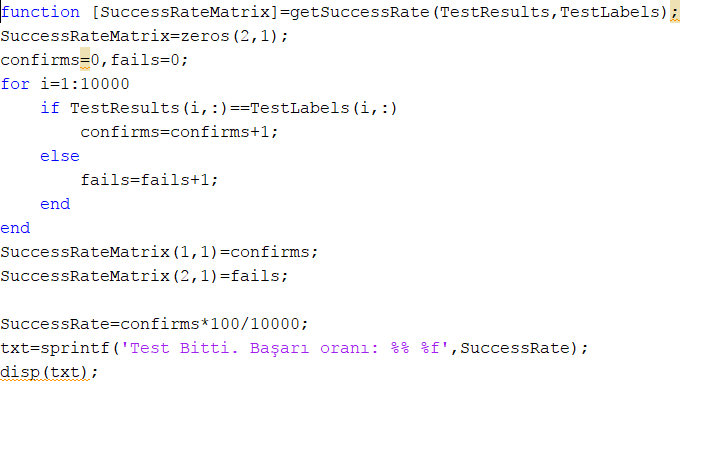 function [SuccessRateMatrix]=getSuccessRate(TestResults,TestLabels);
SuccessRateMatrix=zeros(2,1);
confirms=0,fails=0;
for i=1:10000
    if TestResults(i,:)==TestLabels(i,:)
        confirms=confirms+1;
    else
        fails=fails+1;
    end
end
SuccessRateMatrix(1,1)=confirms;
SuccessRateMatrix(2,1)=fails;

SuccessRate=confirms*100/10000;
txt=sprintf('Test Bitti. Başarı oranı: %% %f',SuccessRate);
disp(txt);